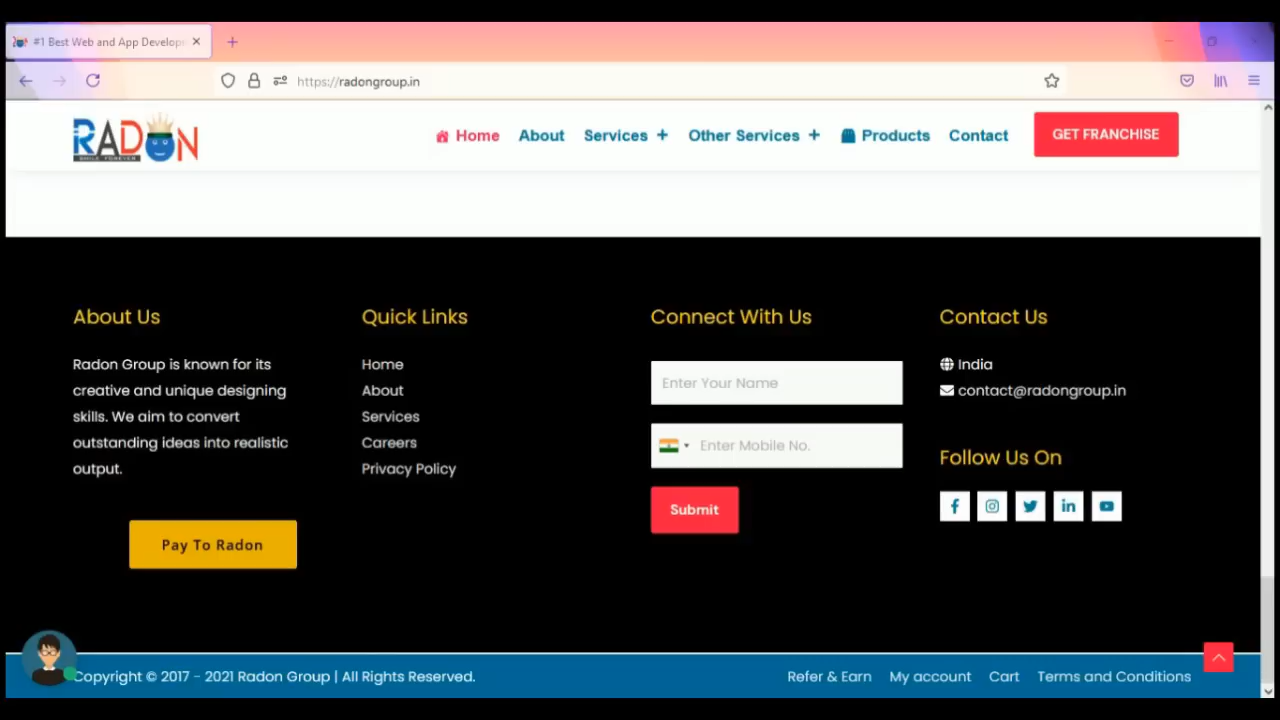 #1 Best Web and App Develop
https://radongroup.in
RADON
SMILE FOREVER
Home About Services + Other Services + Products Contact GET FRANCHISE
About Us
Radon Group is known for its
creative and unique designing
skills. We aim to convert
outstanding ideas into realistic
output.
Pay To Radon
Quick Links
Home
About
Services
Careers
Privacy Policy
Connect With Us
Enter Your Name
Enter Mobile No.
Submit
Contact Us
India
contact@radongroup.in
Follow Us On
Copyright © 2017 - 2021 Radon Group | All Rights Reserved.
Refer & Earn My account Cart Terms and Conditions